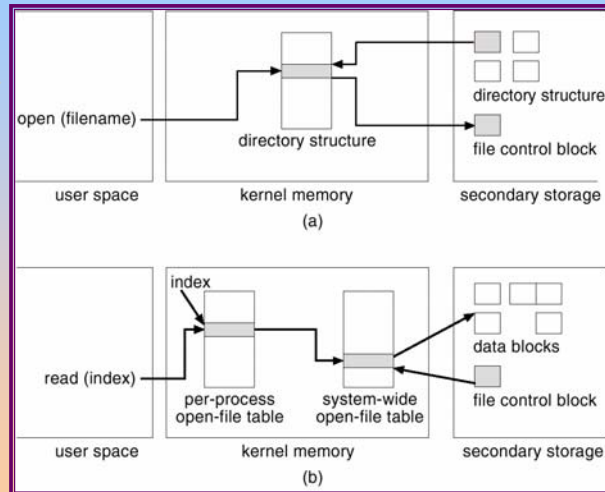 open (filename)
directory structure
directory structure
file control block
user space
kernel memory
secondary storage
(a)
index
read (index)
per-process
open-file table
system-wide
open-file table
data blocks
file control block
user space
kernel memory
secondary storage
(b)